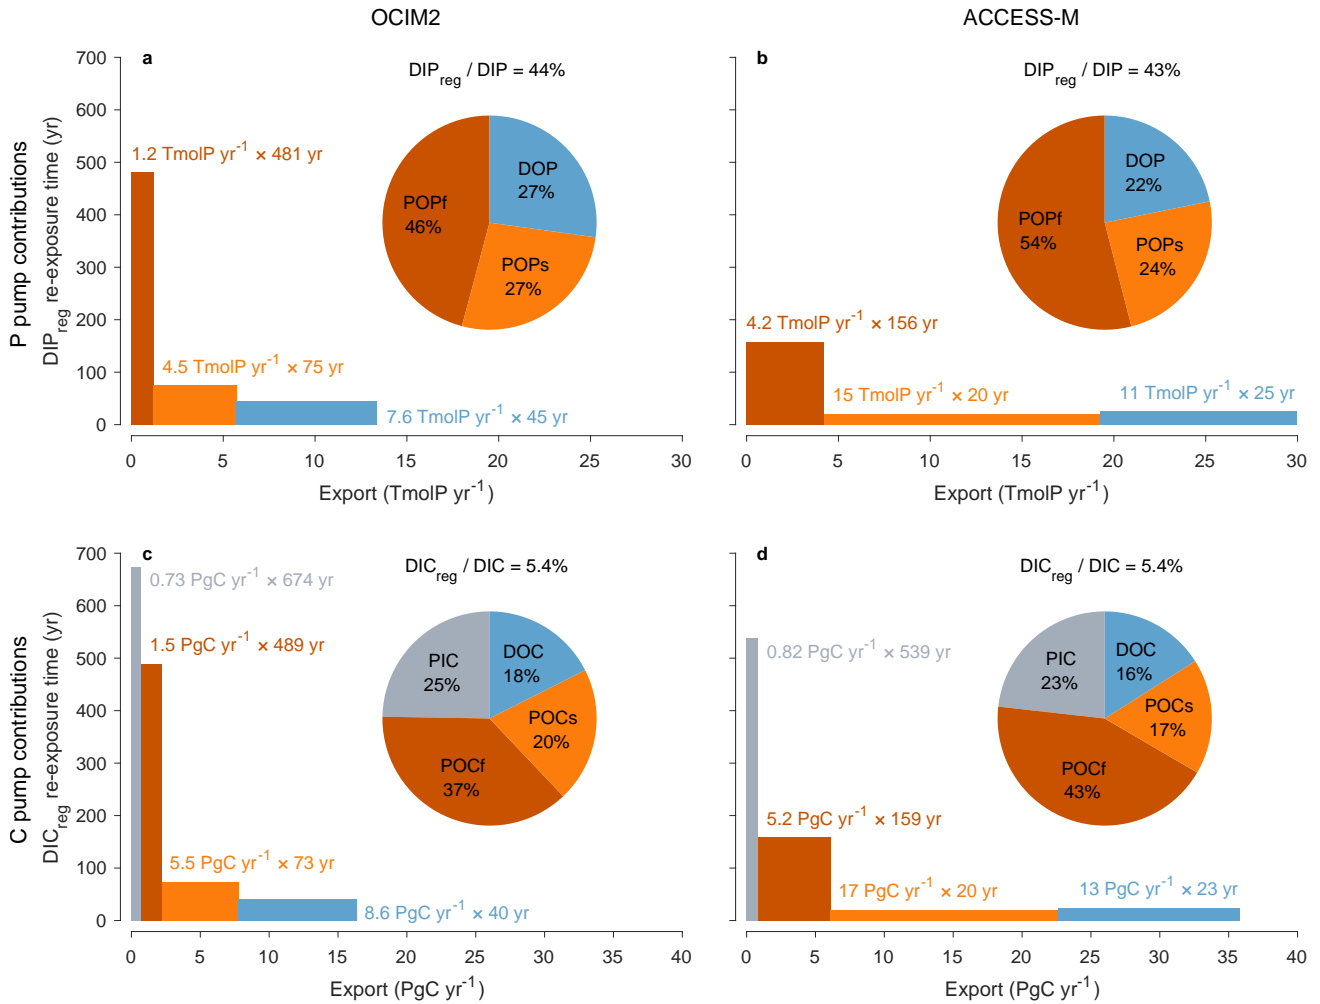 OCIM2
ACCESS-M
P pump contributions
DIPreg re-exposure time (yr)
a
DIPreg / DIP = 44%
700
600
500
400
300
200
100
0
1.2 TmolP yr-1 × 481 yr
4.5 TmolP yr-1 × 75 yr
7.6 TmolP yr-1 × 45 yr
DOP
27%
POPf
46%
POPs
27%
0 5 10 15 20 25 30
Export (TmolP yr-1)
b
DIPreg / DIP = 43%
4.2 TmolP yr-1 × 156 yr
15 TmolP yr-1 × 20 yr
11 TmolP yr-1 × 25 yr
DOP
22%
POPf
54%
POPs
24%
0 5 10 15 20 25 30
Export (TmolP yr-1)
C pump contributions
DICreg re-exposure time (yr)
c
DICreg / DIC = 5.4%
700
600
500
400
300
200
100
0
0.73 PgC yr-1 × 674 yr
1.5 PgC yr-1 × 489 yr
5.5 PgC yr-1 × 73 yr
8.6 PgC yr-1 × 40 yr
PIC
25%
DOC
18%
POCs
20%
POCf
37%
0 5 10 15 20 25 30 35 40
Export (PgC yr-1)
d
DICreg / DIC = 5.4%
0.82 PgC yr-1 × 539 yr
5.2 PgC yr-1 × 159 yr
17 PgC yr-1 × 20 yr
13 PgC yr-1 × 23 yr
PIC
23%
DOC
16%
POCs
17%
POCf
43%
0 5 10 15 20 25 30 35 40
Export (PgC yr-1)